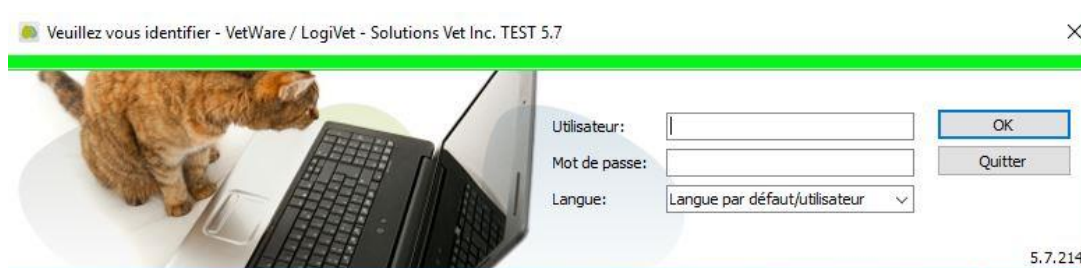 Veuillez vous identifier - VetWare / LogiVet - Solutions Vet Inc. TEST 5.7
Utilisateur:
OK
Mot de passe:
Quitter
Langue:
Langue par défaut/utilisateur
5.7.214